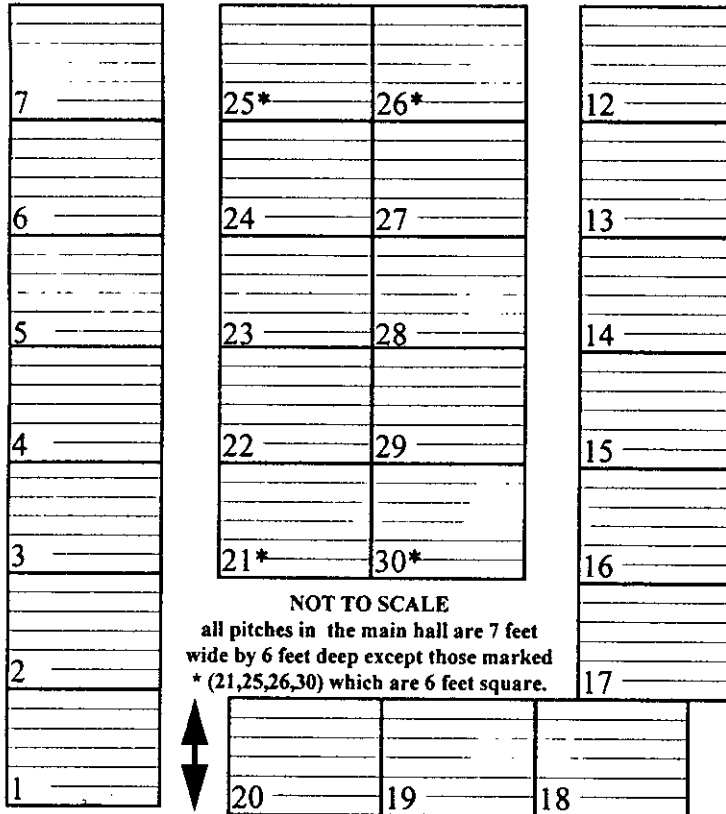 7 25* 26* 12
6 24 27 13
5 23 28 14
4 22 29 15
3 21* 30* 16
NOT TO SCALE
all pitches in the main hall are 7 feet
wide by 6 feet deep except those marked
* (21,25,26,30) which are 6 feet square.
2 17
1 20 19 18